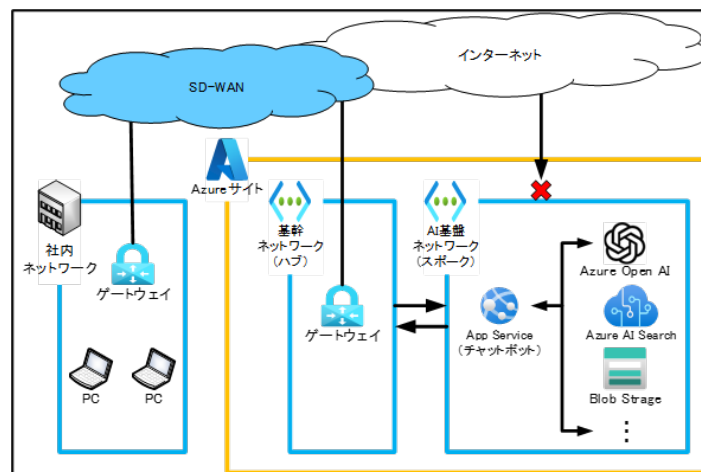 インターネット
SD-WAN
Azureサイト
社内
ネットワーク
ゲートウェイ
PC
PC
基幹
ネットワーク
(ハブ)
ゲートウェイ
AI基盤
ネットワーク
(スポーク)
App Service
(チャットボット)
Azure Open AI
Azure AI Search
Blob Strage
⋮